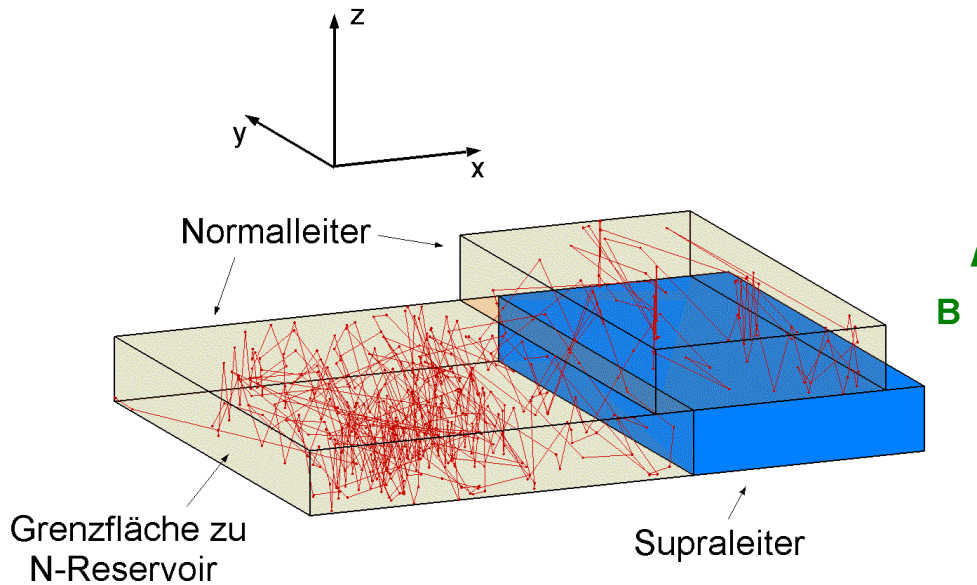 z
y
x
Normalleiter
B
Grenzfläche zu
N-Reservoir
Supraleiter